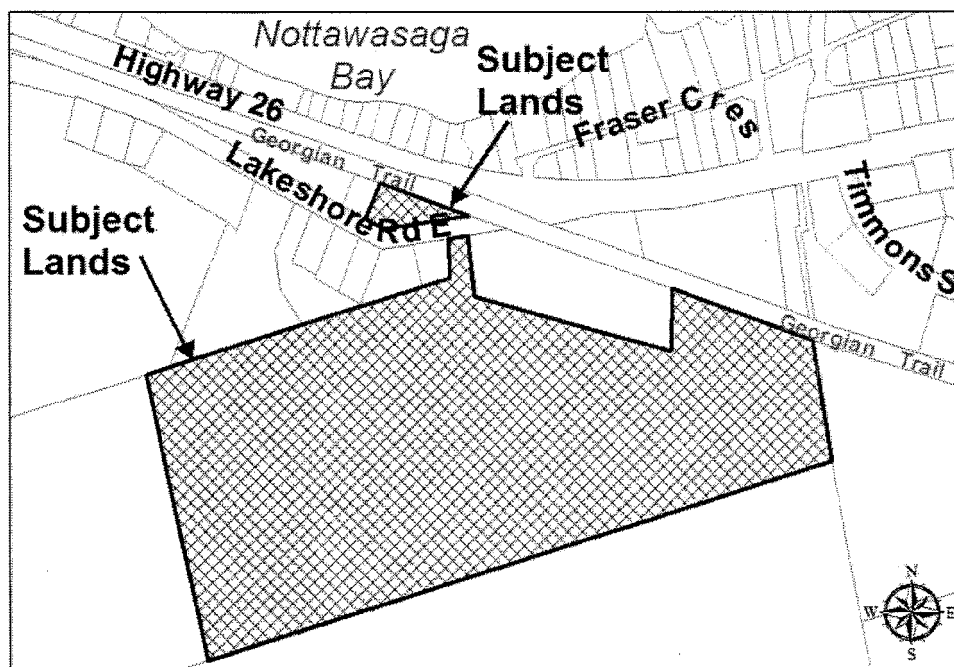 Nottawasaga
Bay
Highway 26
Subject
Lands
Fraser Cres
Georgian Trail
Lakeshore Rd E
Timmons S
Subject
Lands
Georgian Trail
N
W E
S